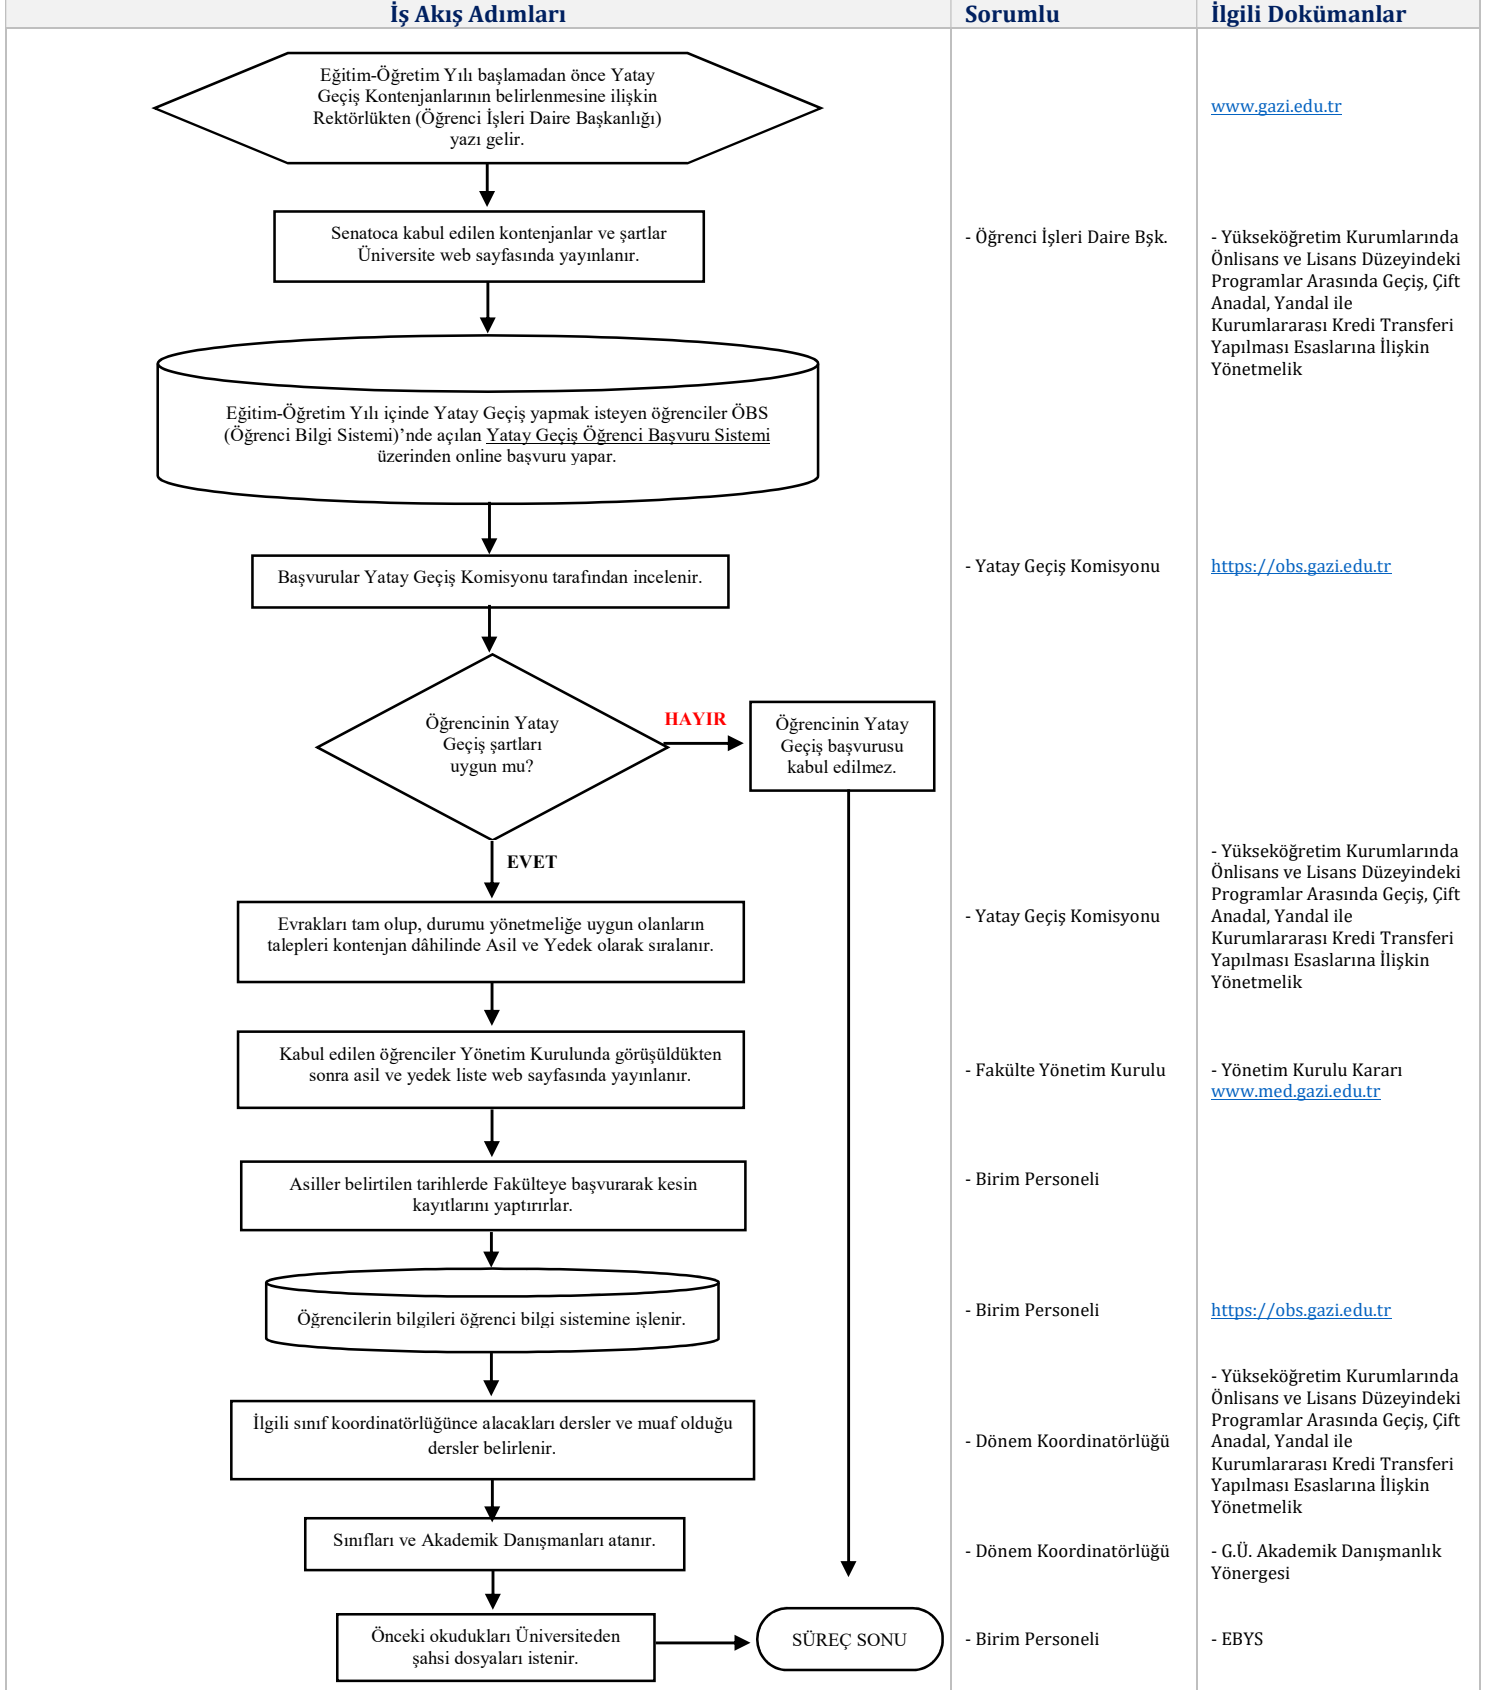 İş Akış Adımları
Sorumlu
İlgili Dokümanlar
Eğitim-Öğretim Yılı başlamadan önce Yatay
Geçiş Kontenjanlarının belirlenmesine ilişkin
Rektörlükten (Öğrenci İşleri Daire Başkanlığı)
yazı gelir.
www.gazi.edu.tr
Senatoca kabul edilen kontenjanlar ve şartlar
Üniversite web sayfasında yayınlanır.
- Öğrenci İşleri Daire Bşk.
- Yükseköğretim Kurumlarında
Önlisans ve Lisans Düzeyindeki
Programlar Arasında Geçiş, Çift
Anadal, Yandal ile
Kurumlararası Kredi Transferi
Yapılması Esaslarına İlişkin
Yönetmelik
Eğitim-Öğretim Yılı içinde Yatay Geçiş yapmak isteyen öğrenciler ÖBS
(Öğrenci Bilgi Sistemi)’nde açılan Yatay Geçiş Öğrenci Başvuru Sistemi
üzerinden online başvuru yapar.
Başvurular Yatay Geçiş Komisyonu tarafından incelenir.
- Yatay Geçiş Komisyonu
https://obs.gazi.edu.tr
Öğrencinin Yatay
Geçiş şartları
uygun mu?
HAYIR
Öğrencinin Yatay
Geçiş başvurusu
kabul edilmez.
EVET
Evrakları tam olup, durumu yönetmeliğe uygun olanların
talepleri kontenjan dâhilinde Asil ve Yedek olarak sıralanır.
- Yatay Geçiş Komisyonu
- Yükseköğretim Kurumlarında
Önlisans ve Lisans Düzeyindeki
Programlar Arasında Geçiş, Çift
Anadal, Yandal ile
Kurumlararası Kredi Transferi
Yapılması Esaslarına İlişkin
Yönetmelik
Kabul edilen öğrenciler Yönetim Kurulunda görüşüldükten
sonra asil ve yedek liste web sayfasında yayınlanır.
- Fakülte Yönetim Kurulu
- Yönetim Kurulu Kararı
www.med.gazi.edu.tr
Asiller belirtilen tarihlerde Fakülteye başvurarak kesin
kayıtlarını yaptırırlar.
- Birim Personeli
Öğrencilerin bilgileri öğrenci bilgi sistemine işlenir.
- Birim Personeli
https://obs.gazi.edu.tr
İlgili sınıf koordinatörlüğünce alacakları dersler ve muaf olduğu
dersler belirlenir.
- Dönem Koordinatörlüğü
- Yükseköğretim Kurumlarında
Önlisans ve Lisans Düzeyindeki
Programlar Arasında Geçiş, Çift
Anadal, Yandal ile
Kurumlararası Kredi Transferi
Yapılması Esaslarına İlişkin
Yönetmelik
Sınıfları ve Akademik Danışmanları atanır.
- Dönem Koordinatörlüğü
- G.Ü. Akademik Danışmanlık
Yönergesi
Önceki okudukları Üniversiteden
şahsi dosyaları istenir.
SÜREÇ SONU
- Birim Personeli
- EBYS